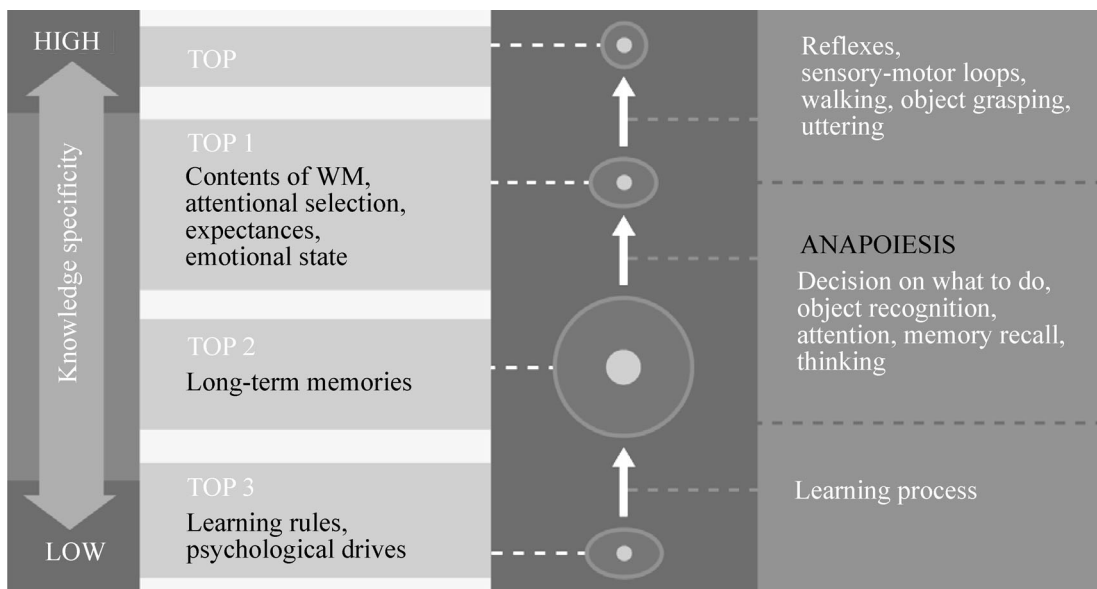 HIGH
Knowledge specificity
LOW
TOP
TOP 1
Contents of WM,
attentional selection,
expectances,
emotional state
TOP 2
Long-term memories
TOP 3
Learning rules,
psychological drives
Reflexes,
sensory-motor loops,
walking, object grasping,
uttering
ANAPOIESIS
Decision on what to do,
object recognition,
attention, memory recall,
thinking
Learning process